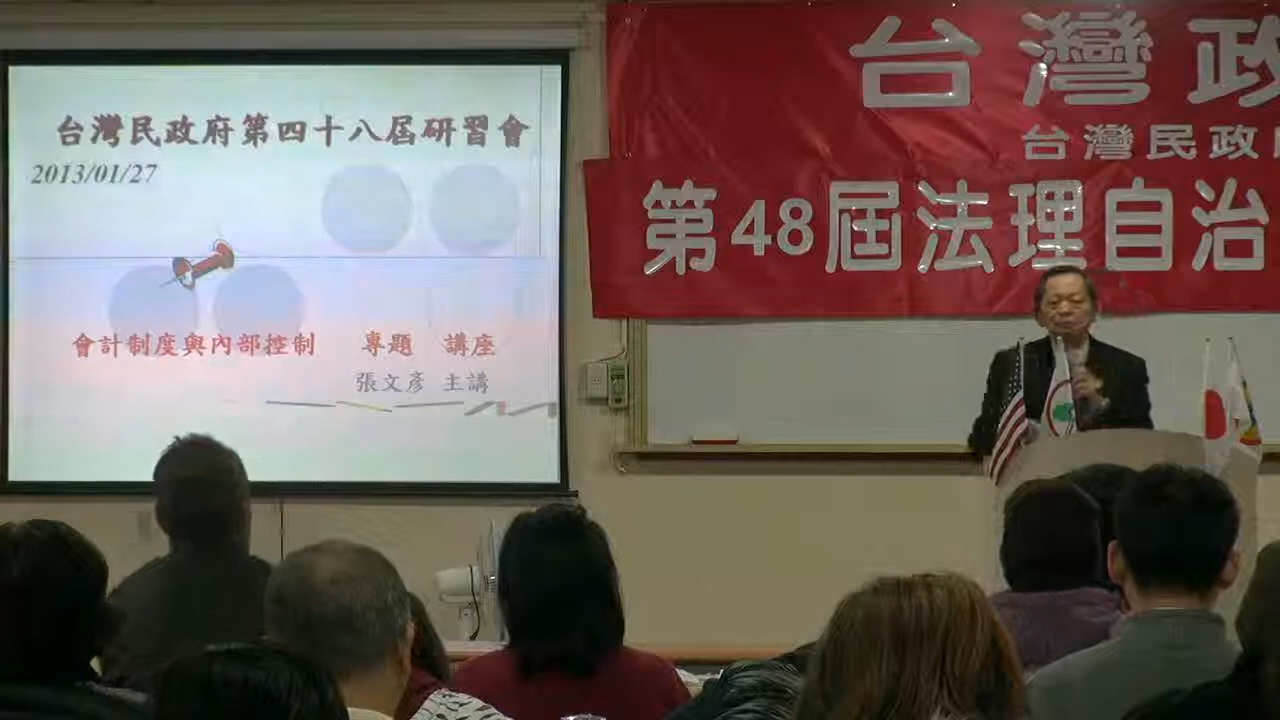 台灣民政府第四十八屆研習會
2013/01/27
會計制度與內部控制 專題 講座
張文彥 主講
台灣政
台灣民政府
第48屆法理自治